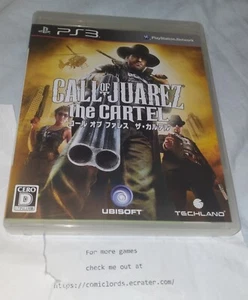 PS3
PlayStation Network
CALL OF JUAREZ
the CARTEL
コール オブ ファレス ザ・カルテル
CERO
D
UBISOFT
TECHLAND
For more games
check me out at
https://comiclords.ecrater.com/